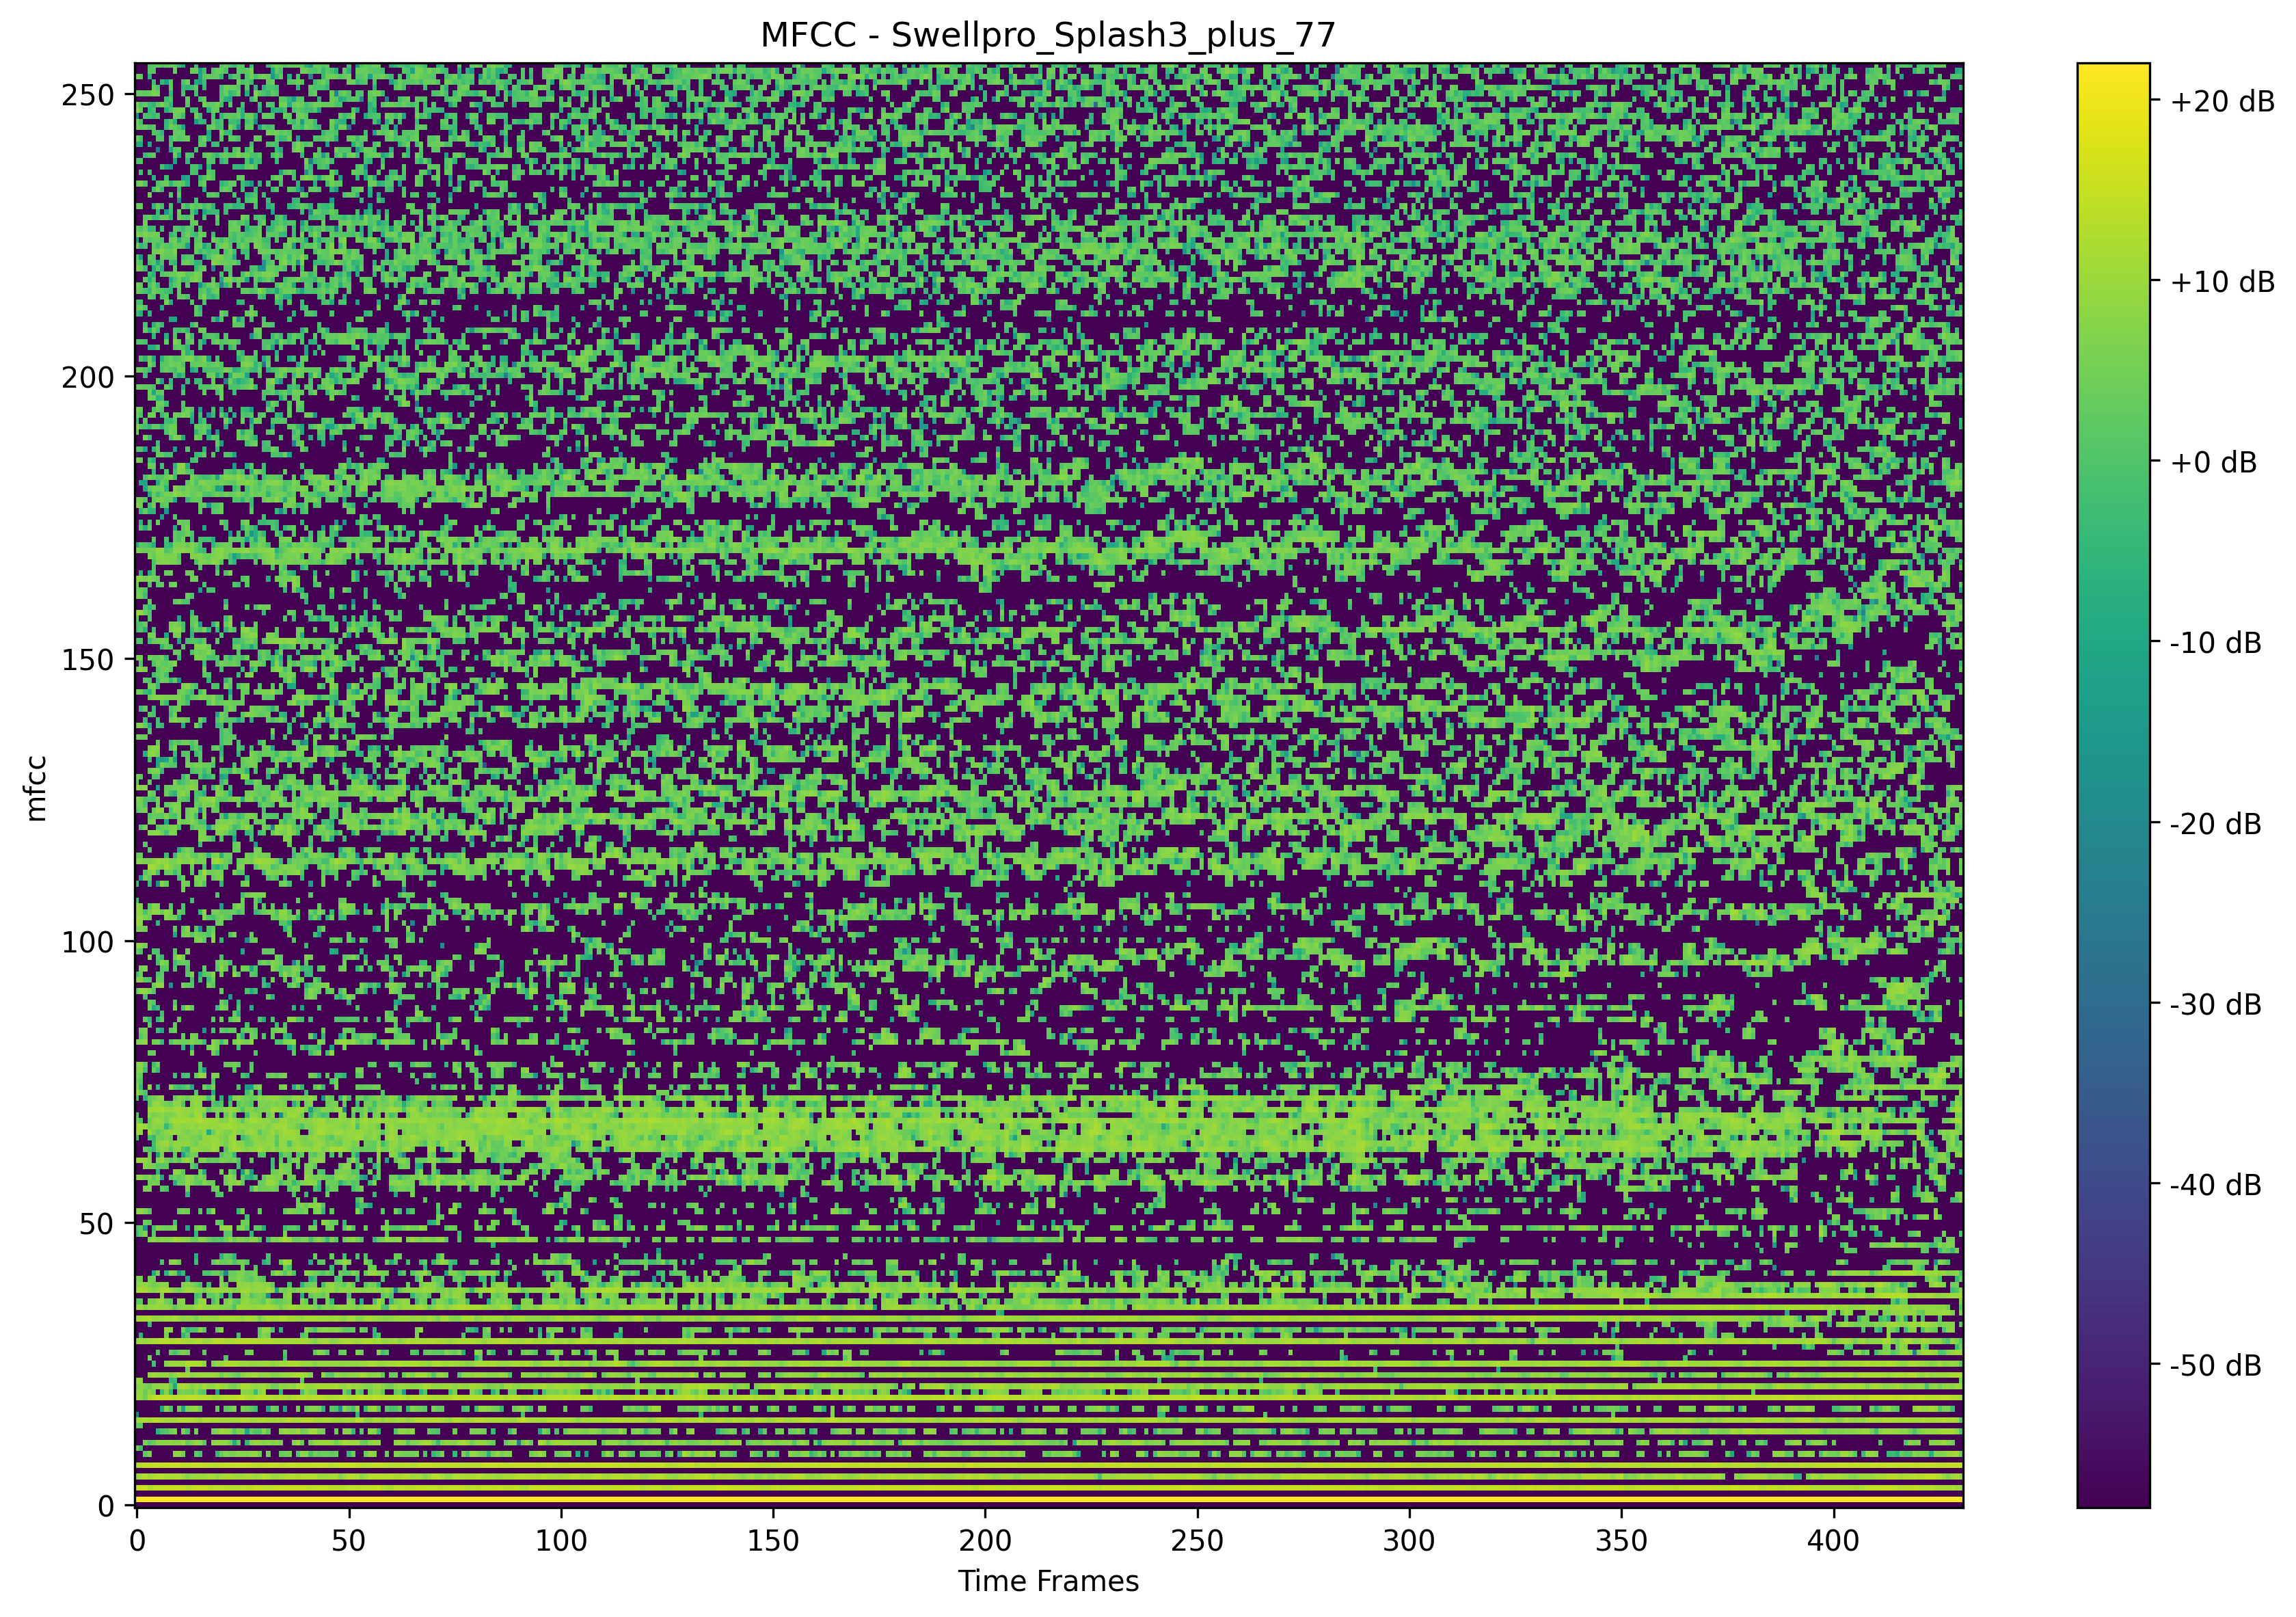 MFCC - Swellpro_Splash3_plus_77
250
200
150
100
50
0
mfcc
0 50 100 150 200 250 300 350 400
Time Frames
+20 dB
+10 dB
+0 dB
-10 dB
-20 dB
-30 dB
-40 dB
-50 dB